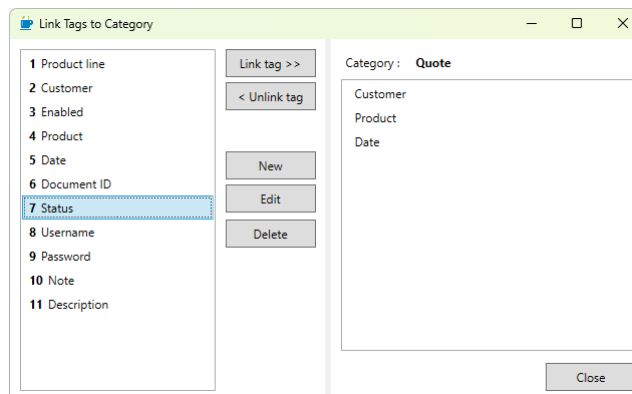 Link Tags to Category
1 Product line
2 Customer
3 Enabled
4 Product
5 Date
6 Document ID
7 Status
8 Username
9 Password
10 Note
11 Description
Link tag >>
< Unlink tag
New
Edit
Delete
Category : Quote
Customer
Product
Date
Close